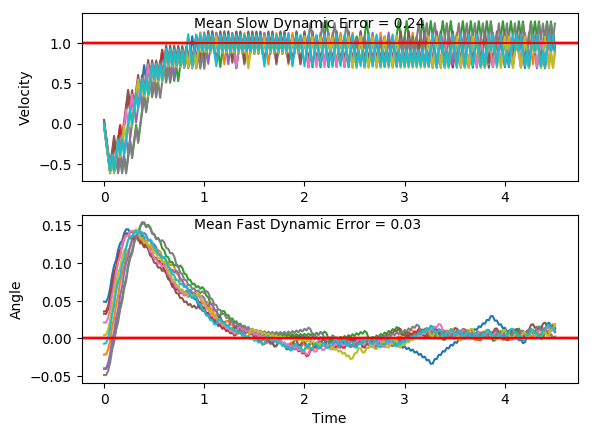 Mean Slow Dynamic Error = 0.24
1.0
0.5
0.0
−0.5
Velocity
0 1 2 3 4
Mean Fast Dynamic Error = 0.03
0.15
0.10
0.05
0.00
−0.05
Angle
0 1 2 3 4
Time